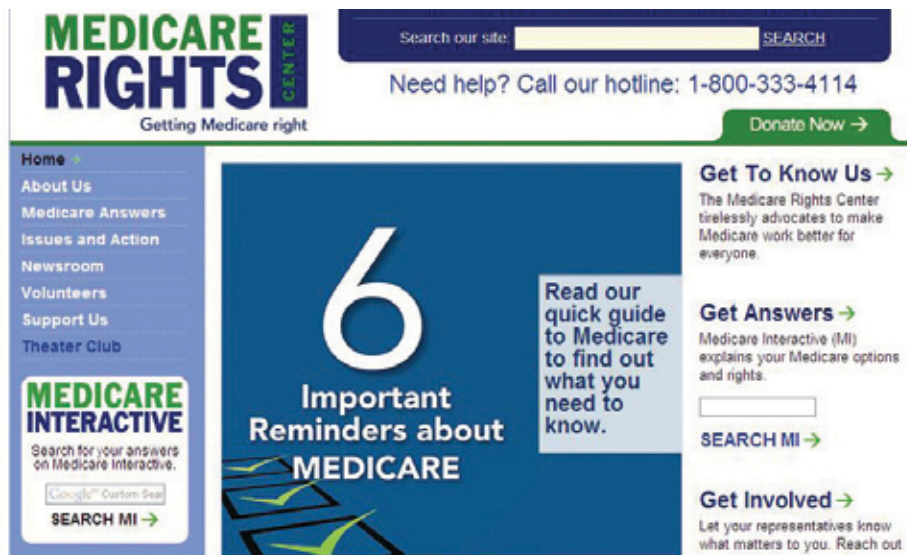 MEDICARE
RIGHTS
CENTER
Getting Medicare right
Search our site:
SEARCH
Need help? Call our hotline: 1-800-333-4114
Donate Now →
Home →
About Us
Medicare Answers
Issues and Action
Newsroom
Volunteers
Support Us
Theater Club
MEDICARE
INTERACTIVE
Search for your answers
on Medicare Interactive.
Google™ Custom Sear
SEARCH MI →
6
Important
Reminders about
MEDICARE
Read our
quick guide
to Medicare
to find out
what you
need to
know.
Get To Know Us →
The Medicare Rights Center
tirelessly advocates to make
Medicare work better for
everyone.
Get Answers →
Medicare Interactive (MI)
explains your Medicare options
and rights.
SEARCH MI →
Get Involved →
Let your representatives know
what matters to you. Reach out